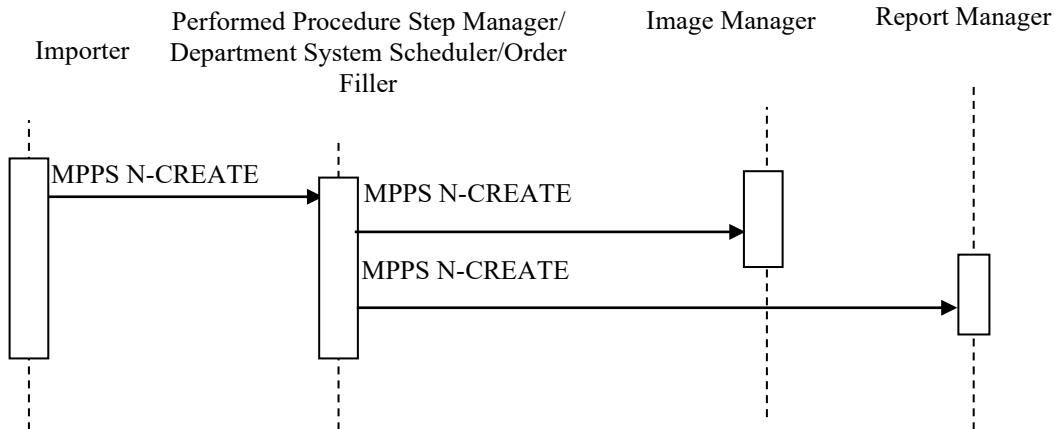 Importer
Performed Procedure Step Manager/
Department System Scheduler/Order
Filler
Image Manager
Report Manager
MPPS N-CREATE
MPPS N-CREATE
MPPS N-CREATE